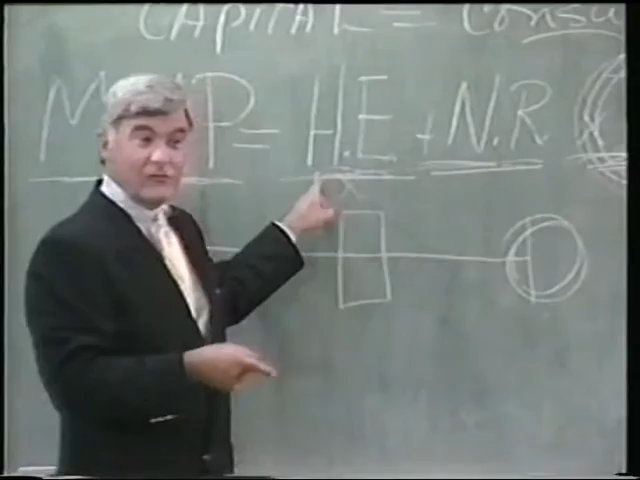 CAPITAL = Consu
M P = H.E + N.R.